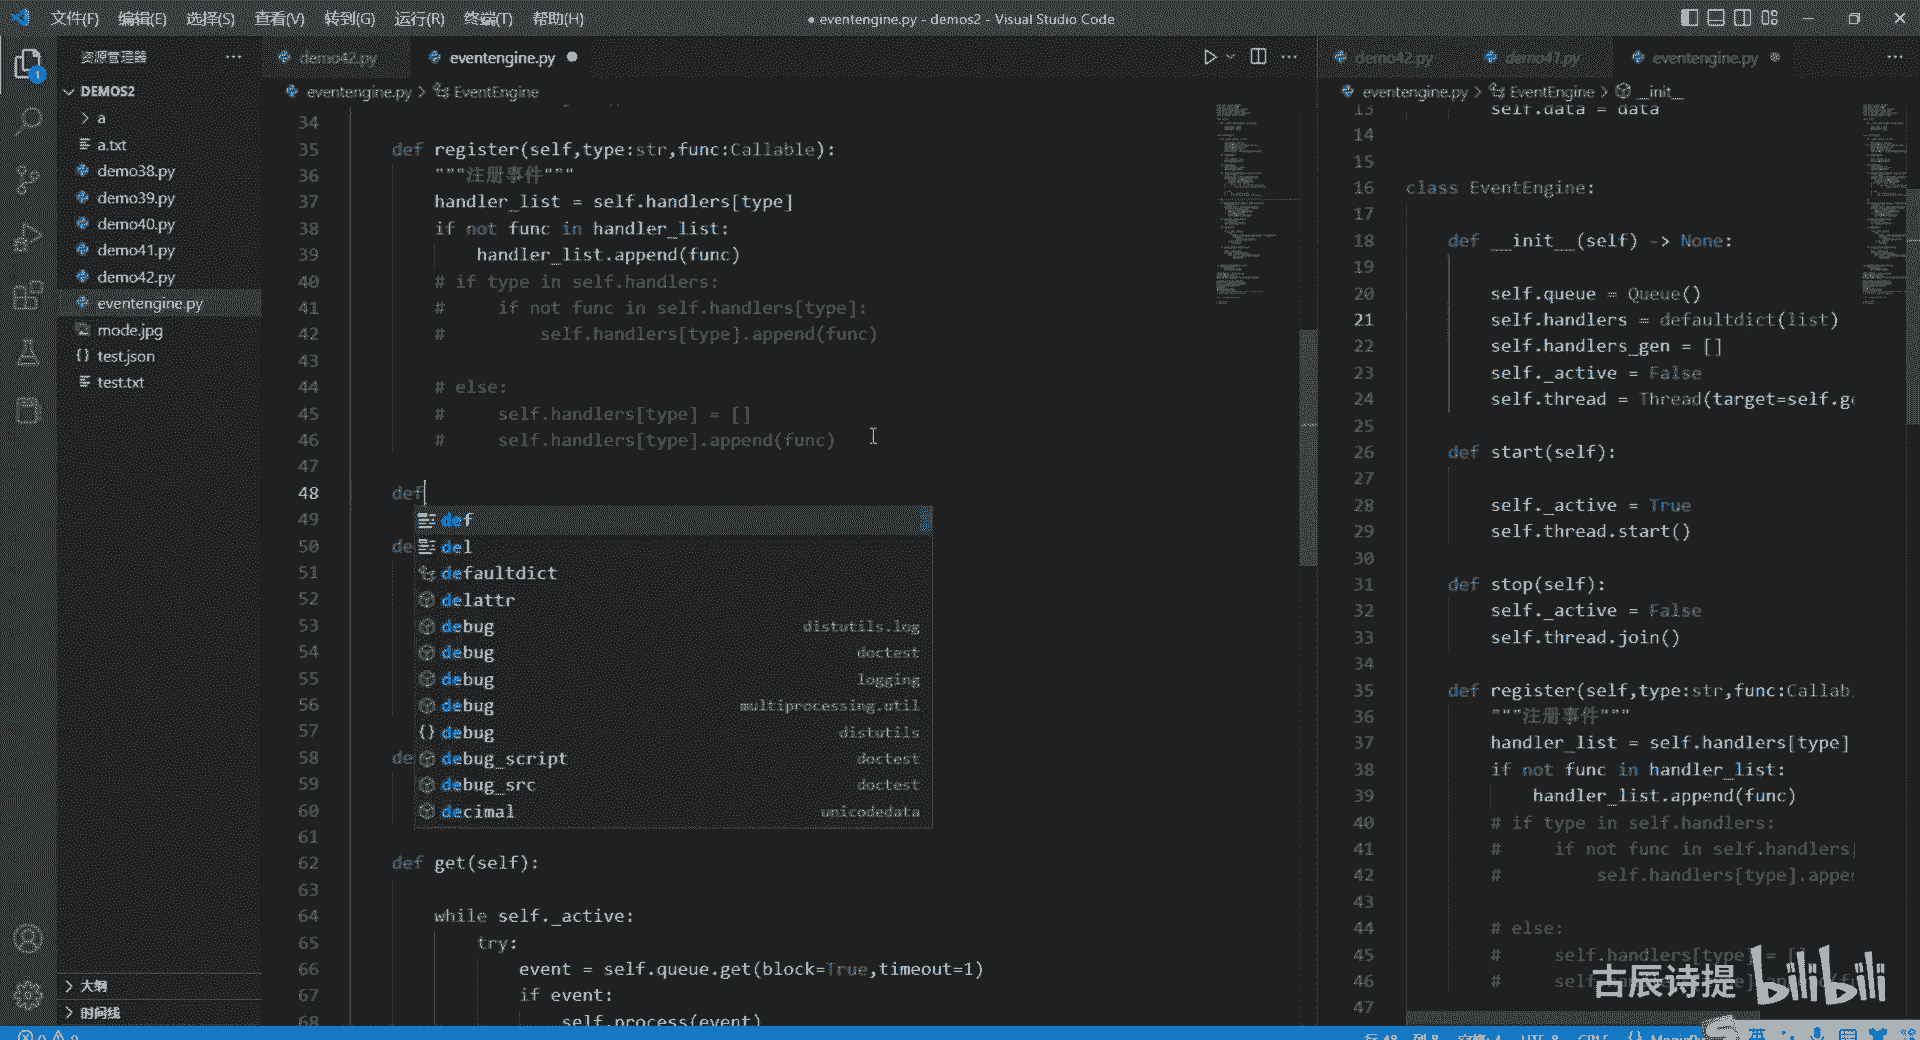 文件(F) 编辑(E) 选择(S) 查看(V) 转到(G) 运行(R) 终端(T) 帮助(H)
● eventengine.py - demos2 - Visual Studio Code
资源管理器
1
DEMOS2
a
a.txt
demo38.py
demo39.py
demo40.py
demo41.py
demo42.py
eventengine.py
mode.jpg
{} test.json
test.txt
大纲
时间线
demo42.py
eventengine.py
eventengine.py > EventEngine
34
35 def register(self,type:str,func:Callable):
36 """注册事件"""
37 handler_list = self.handlers[type]
38 if not func in handler_list:
39 handler_list.append(func)
40 # if type in self.handlers:
41 # if not func in self.handlers[type]:
42 # self.handlers[type].append(func)
43
44 # else:
45 # self.handlers[type] = []
46 # self.handlers[type].append(func)
47
48 def
49
50 de
51
52
53
54
55
56
57
58 de
59
60
61
62 def get(self):
63
64 while self._active:
65 try:
66 event = self.queue.get(block=True,timeout=1)
67 if event:
68 self.process(event)
def
del
defaultdict
delattr
debug distutils.log
debug doctest
debug logging
debug multiprocessing.util
{} debug distutils
debug_script doctest
debug_src doctest
decimal unicodedata
demo42.py
demo41.py
eventengine.py
eventengine.py > EventEngine > __init__
13 self.data = data
14
15
16 class EventEngine:
17
18 def __init__(self) -> None:
19
20 self.queue = Queue()
21 self.handlers = defaultdict(list)
22 self.handlers_gen = []
23 self._active = False
24 self.thread = Thread(target=self.ge
25
26 def start(self):
27
28 self._active = True
29 self.thread.start()
30
31 def stop(self):
32 self._active = False
33 self.thread.join()
34
35 def register(self,type:str,func:Callab
36 """注册事件"""
37 handler_list = self.handlers[type]
38 if not func in handler_list:
39 handler_list.append(func)
40 # if type in self.handlers:
41 # if not func in self.handlers[
42 # self.handlers[type].appe
43
44 # else:
45 # self.handlers[type] = [
46 # self
47
古辰诗提 bilibili
行 48, 列 8 空格: 4 UTF-8 CRLF
英